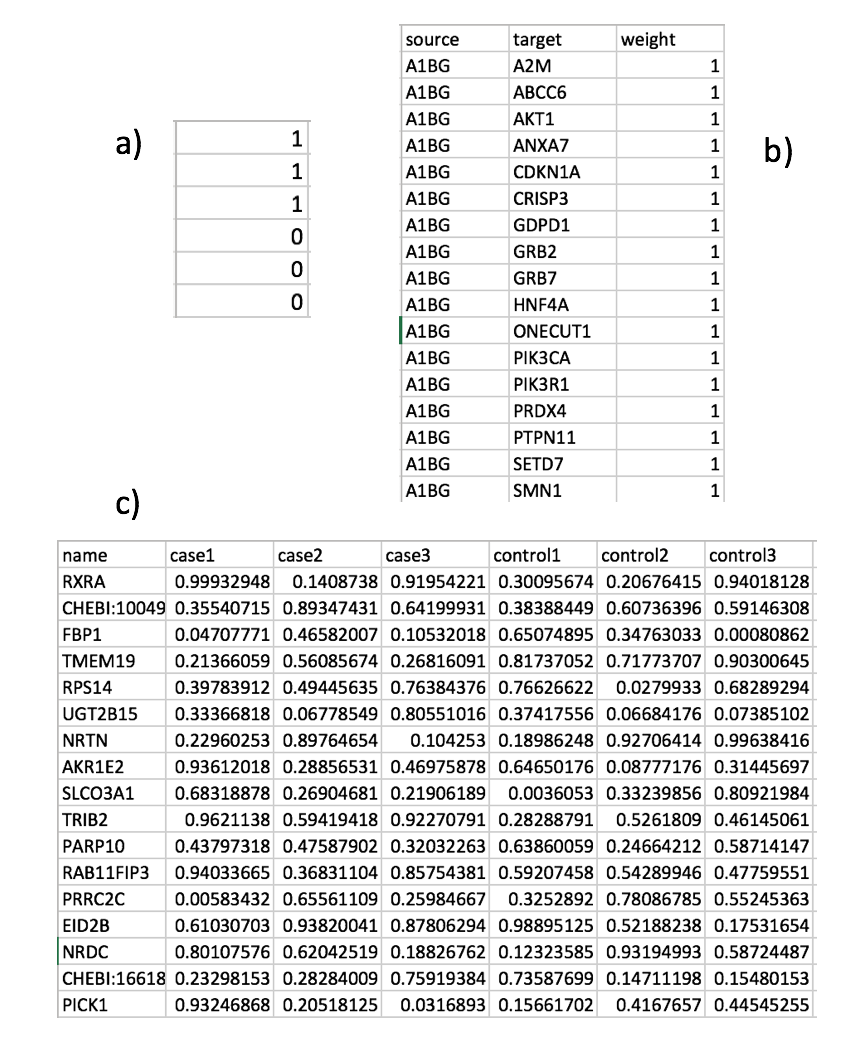 a)
1
1
1
0
0
0
b)
source target weight
A1BG A2M 1
A1BG ABCC6 1
A1BG AKT1 1
A1BG ANXA7 1
A1BG CDKN1A 1
A1BG CRISP3 1
A1BG GDPD1 1
A1BG GRB2 1
A1BG GRB7 1
A1BG HNF4A 1
A1BG ONECUT1 1
A1BG PIK3CA 1
A1BG PIK3R1 1
A1BG PRDX4 1
A1BG PTPN11 1
A1BG SETD7 1
A1BG SMN1 1
c)
name case1 case2 case3 control1 control2 control3
RXRA 0.99932948 0.1408738 0.91954221 0.30095674 0.20676415 0.94018128
CHEBI:10049 0.35540715 0.89347431 0.64199931 0.38388449 0.60736396 0.59146308
FBP1 0.04707771 0.46582007 0.10532018 0.65074895 0.34763033 0.00080862
TMEM19 0.21366059 0.56085674 0.26816091 0.81737052 0.71773707 0.90300645
RPS14 0.39783912 0.49445635 0.76384376 0.76626622 0.0279933 0.68289294
UGT2B15 0.33366818 0.06778549 0.80551016 0.37417556 0.06684176 0.07385102
NRTN 0.22960253 0.89764654 0.104253 0.18986248 0.92706414 0.99638416
AKR1E2 0.93612018 0.28856531 0.46975878 0.64650176 0.08777176 0.31445697
SLCO3A1 0.68318878 0.26904681 0.21906189 0.0036053 0.33239856 0.80921984
TRIB2 0.9621138 0.59419418 0.92270791 0.28288791 0.5261809 0.46145061
PARP10 0.43797318 0.47587902 0.32032263 0.63860059 0.24664212 0.58714147
RAB11FIP3 0.94033665 0.36831104 0.85754381 0.59207458 0.54289946 0.47759551
PRRC2C 0.00583432 0.65561109 0.25984667 0.3252892 0.78086785 0.55245363
EID2B 0.61030703 0.93820041 0.87806294 0.98895125 0.52188238 0.17531654
NRDC 0.80107576 0.62042519 0.18826762 0.12323585 0.93194993 0.58724487
CHEBI:16618 0.23298153 0.28284009 0.75919384 0.73587699 0.14711198 0.15480153
PICK1 0.93246868 0.20518125 0.0316893 0.15661702 0.4167657 0.44545255